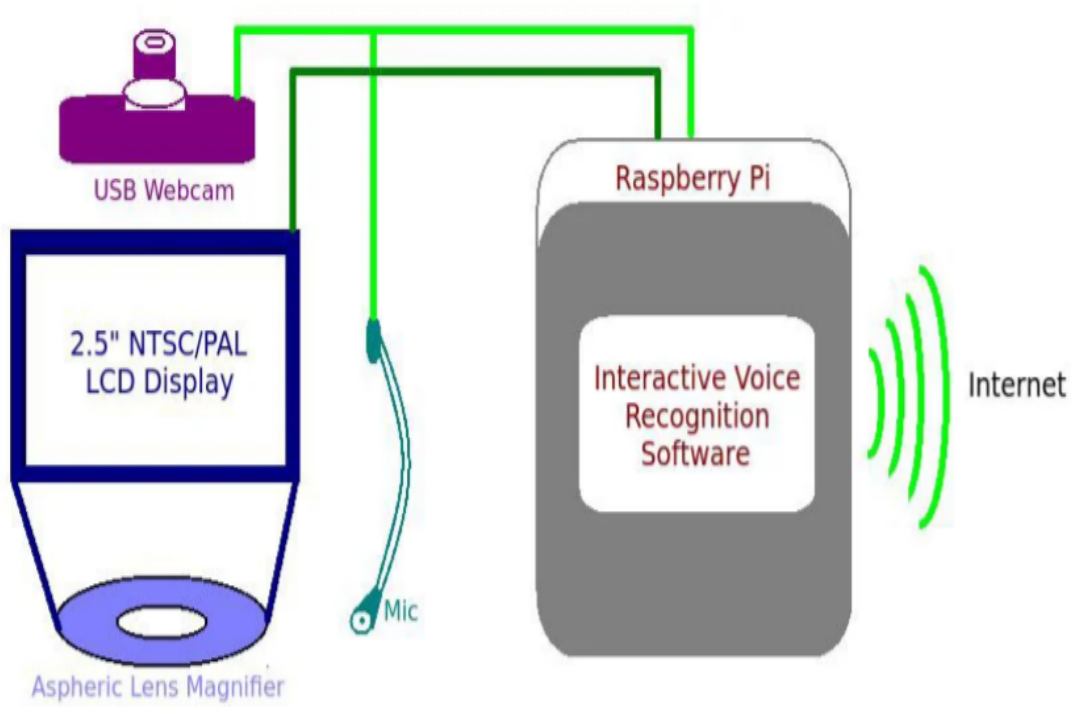 USB Webcam
Raspberry Pi
2.5" NTSC/PAL
LCD Display
Interactive Voice
Recognition
Software
Internet
Mic
Aspheric Lens Magnifier